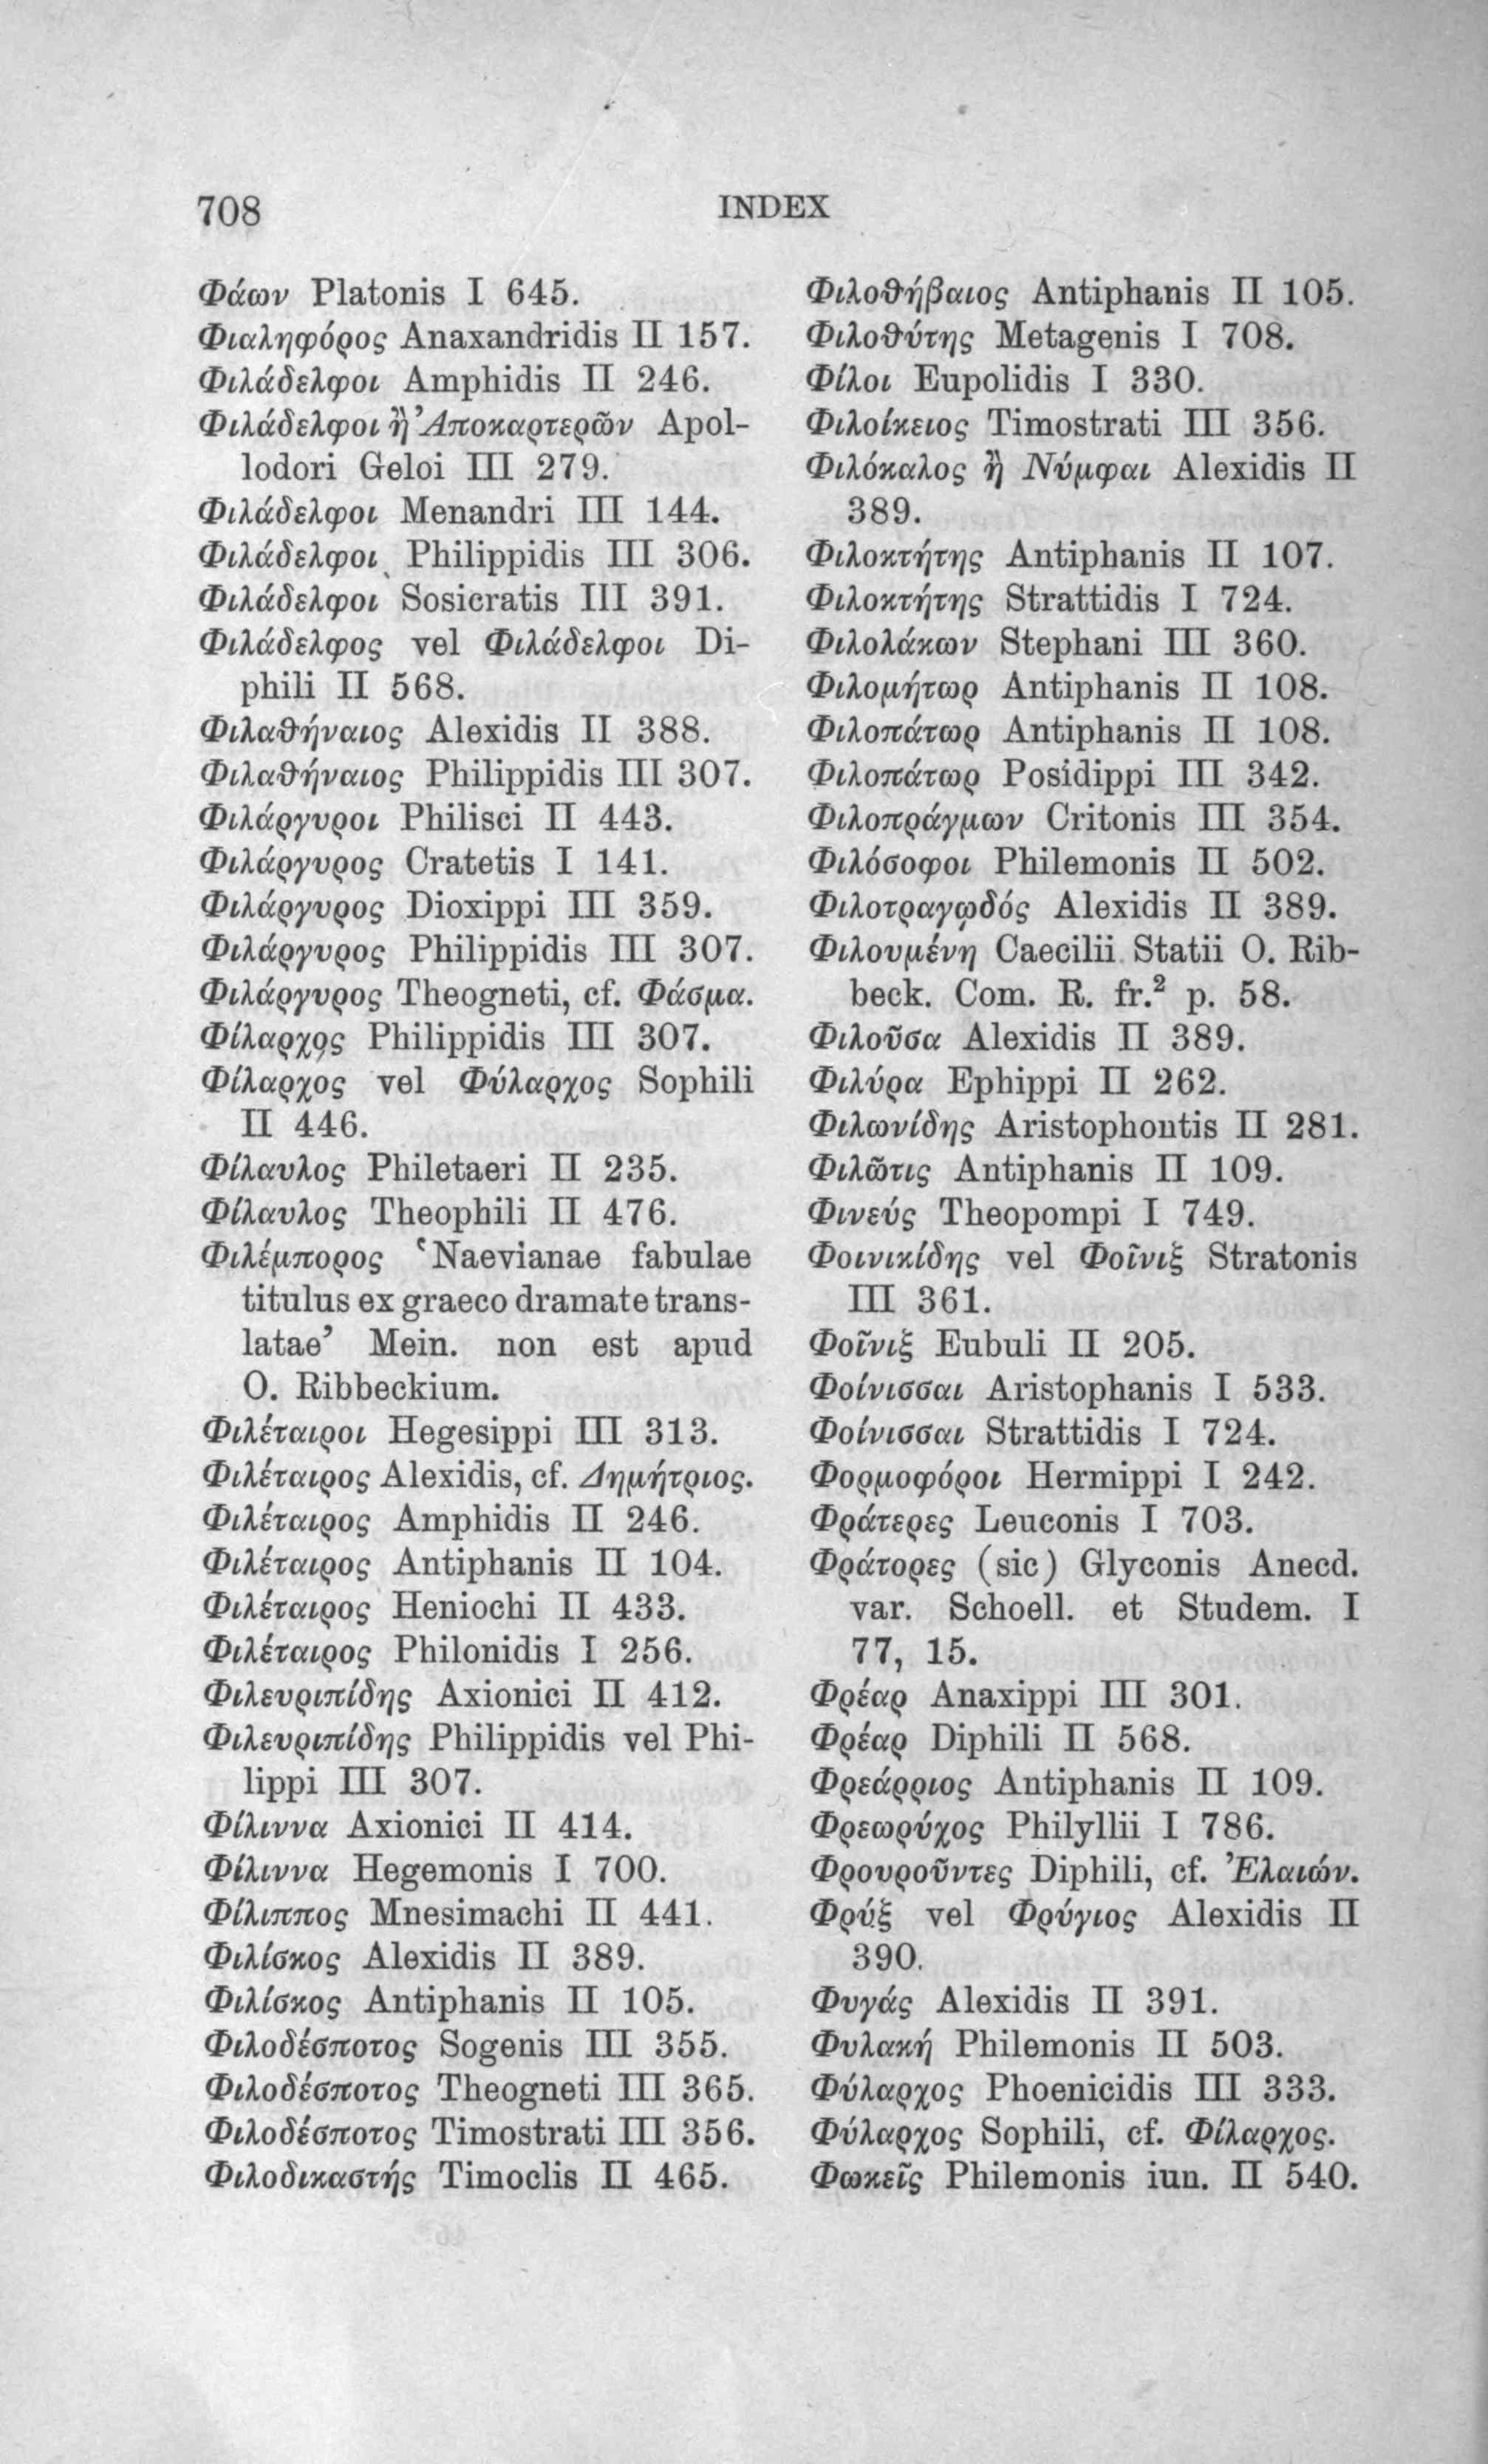 708
INDEX
Φάων Platonis I 645.
Φιαληφόρος Anaxandridis II 157.
Φιλάδελφοι Amphidis II 246.
Φιλάδελφοι ἢ Ἀποκαρτερῶν Apol-
lodori Geloi III 279.
Φιλάδελφοι Menandri III 144.
Φιλάδελφοι Philippidis III 306.
Φιλάδελφοι Sosicratis III 391.
Φιλάδελφος vel Φιλάδελφοι Di-
phili II 568.
Φιλαθήναιος Alexidis II 388.
Φιλαθήναιος Philippidis III 307.
Φιλάργυροι Philisci II 443.
Φιλάργυρος Cratetis I 141.
Φιλάργυρος Dioxippi III 359.
Φιλάργυρος Philippidis III 307.
Φιλάργυρος Theogneti, cf. Φάσμα.
Φίλαρχος Philippidis III 307.
Φίλαρχος vel Φύλαρχος Sophili
II 446.
Φίλαυλος Philetaeri II 235.
Φίλαυλος Theophili II 476.
Φιλέμπορος ‘Naevianae fabulae
titulus ex graeco dramate trans-
latae’ Mein. non est apud
O. Ribbeckium.
Φιλέταιροι Hegesippi III 313.
Φιλέταιρος Alexidis, cf. Δημήτριος.
Φιλέταιρος Amphidis II 246.
Φιλέταιρος Antiphanis II 104.
Φιλέταιρος Heniochi II 433.
Φιλέταιρος Philonidis I 256.
Φιλευριπίδης Axionici II 412.
Φιλευριπίδης Philippidis vel Phi-
lippi III 307.
Φίλιννα Axionici II 414.
Φίλιννα Hegemonis I 700.
Φίλιππος Mnesimachi II 441.
Φιλίσκος Alexidis II 389.
Φιλίσκος Antiphanis II 105.
Φιλοδέσποτος Sogenis III 355.
Φιλοδέσποτος Theogneti III 365.
Φιλοδέσποτος Timostrati III 356.
Φιλοδικαστής Timoclis II 465.
Φιλοθήβαιος Antiphanis II 105.
Φιλοθύτης Metagenis I 708.
Φίλοι Eupolidis I 330.
Φιλοίκειος Timostrati III 356.
Φιλόκαλος ἢ Νύμφαι Alexidis II
389.
Φιλοκτήτης Antiphanis II 107.
Φιλοκτήτης Strattidis I 724.
Φιλολάκων Stephani III 360.
Φιλομήτωρ Antiphanis II 108.
Φιλοπάτωρ Antiphanis II 108.
Φιλοπάτωρ Posidippi III 342.
Φιλοπράγμων Critonis III 354.
Φιλόσοφοι Philemonis II 502.
Φιλοτραγῳδός Alexidis II 389.
Φιλουμένη Caecilii Statii O. Rib-
beck. Com. R. fr.² p. 58.
Φιλοῦσα Alexidis II 389.
Φιλύρα Ephippi II 262.
Φιλωνίδης Aristophontis II 281.
Φιλῶτις Antiphanis II 109.
Φινεύς Theopompi I 749.
Φοινικίδης vel Φοῖνιξ Stratonis
III 361.
Φοῖνιξ Eubuli II 205.
Φοίνισσαι Aristophanis I 533.
Φοίνισσαι Strattidis I 724.
Φορμοφόροι Hermippi I 242.
Φράτερες Leuconis I 703.
Φράτορες (sic) Glyconis Anecd.
var. Schoell. et Studem. I
77, 15.
Φρέαρ Anaxippi III 301.
Φρέαρ Diphili II 568.
Φρεάρριος Antiphanis II 109.
Φρεωρύχος Philyllii I 786.
Φρουροῦντες Diphili, cf. Ἐλαιών.
Φρύξ vel Φρύγιος Alexidis II
390.
Φυγάς Alexidis II 391.
Φυλακή Philemonis II 503.
Φύλαρχος Phoenicidis III 333.
Φύλαρχος Sophili, cf. Φίλαρχος.
Φωκεῖς Philemonis iun. II 540.